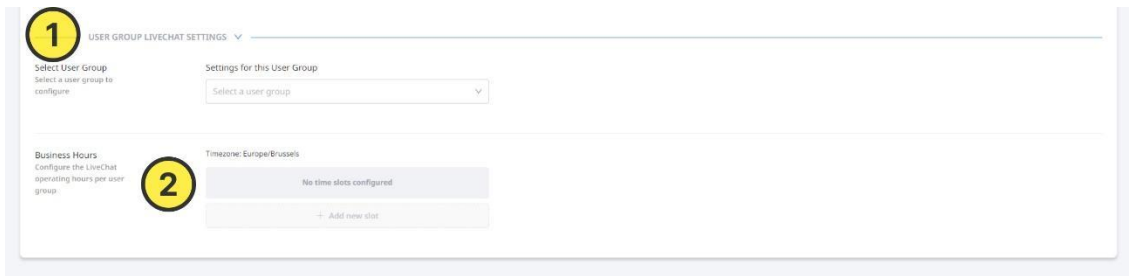 1
USER GROUP LIVECHAT SETTINGS
Select User Group
Select a user group to
configure
Settings for this User Group
Select a user group
Business Hours
Configure the LiveChat
operating hours per user
group
2
Timezone: Europe/Brussels
No time slots configured
+ Add new slot